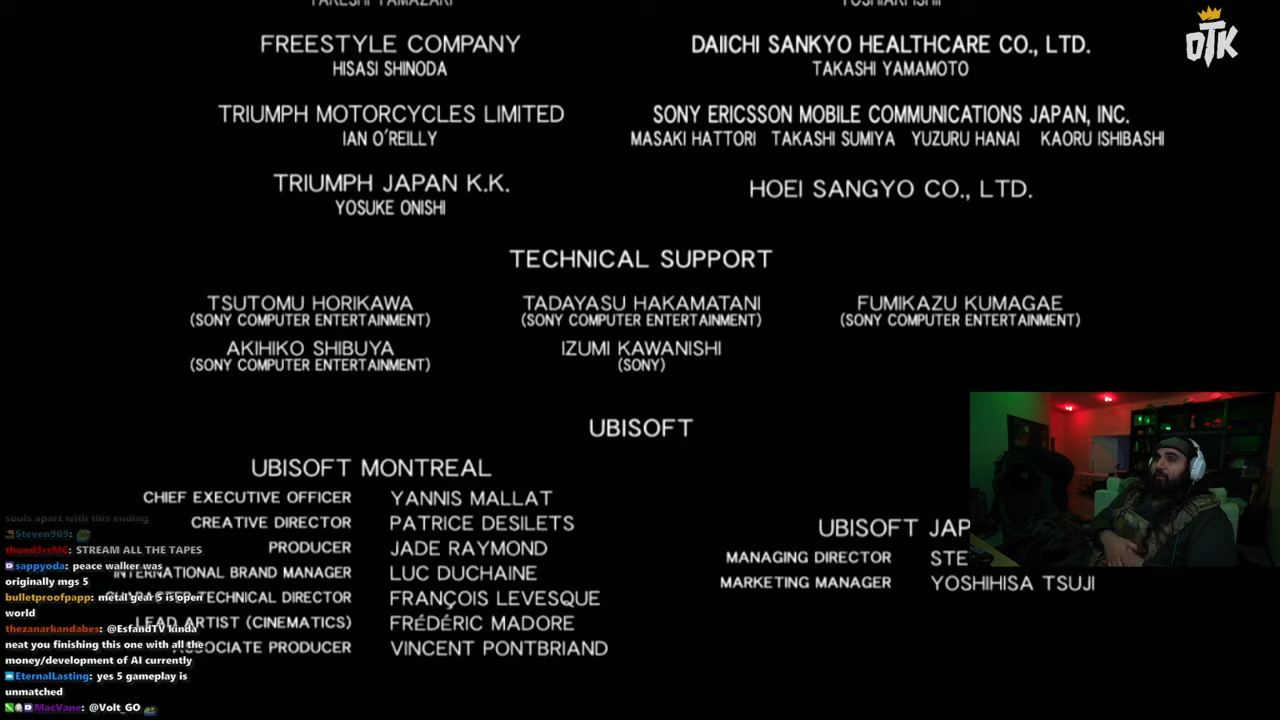 TAKESHI YAMAZAKI
OTK
FREESTYLE COMPANY
HISASI SHINODA
DAIICHI SANKYO HEALTHCARE CO., LTD.
TAKASHI YAMAMOTO
TRIUMPH MOTORCYCLES LIMITED
IAN O'REILLY
SONY ERICSSON MOBILE COMMUNICATIONS JAPAN, INC.
MASAKI HATTORI TAKASHI SUMIYA YUZURU HANAI KAORU ISHIBASHI
TRIUMPH JAPAN K.K.
YOSUKE ONISHI
HOEI SANGYO CO., LTD.
TECHNICAL SUPPORT
TSUTOMU HORIKAWA
(SONY COMPUTER ENTERTAINMENT)
TADAYASU HAKAMATANI
(SONY COMPUTER ENTERTAINMENT)
FUMIKAZU KUMAGAE
(SONY COMPUTER ENTERTAINMENT)
AKIHIKO SHIBUYA
(SONY COMPUTER ENTERTAINMENT)
IZUMI KAWANISHI
(SONY)
UBISOFT
UBISOFT MONTREAL
CHIEF EXECUTIVE OFFICER YANNIS MALLAT
CREATIVE DIRECTOR PATRICE DESILETS
PRODUCER JADE RAYMOND
INTERNATIONAL BRAND MANAGER LUC DUCHAINE
TECHNICAL DIRECTOR FRANÇOIS LEVESQUE
LEAD ARTIST (CINEMATICS) FRÉDÉRIC MADORE
ASSOCIATE PRODUCER VINCENT PONTBRIAND
UBISOFT JAP
MANAGING DIRECTOR STE
MARKETING MANAGER YOSHIHISA TSUJI
souls apart with this ending
Steven909:
thund3rrMC: STREAM ALL THE TAPES
sappyoda: peace walker was
originally mgs 5
bulletproofpapp: metal gear 5 is open
world
thezanarkandabes: @EsfandTV kinda
neat you finishing this one with all the
money/development of AI currently
EternalLasting: yes 5 gameplay is
unmatched
MacVane: @Volt_GO